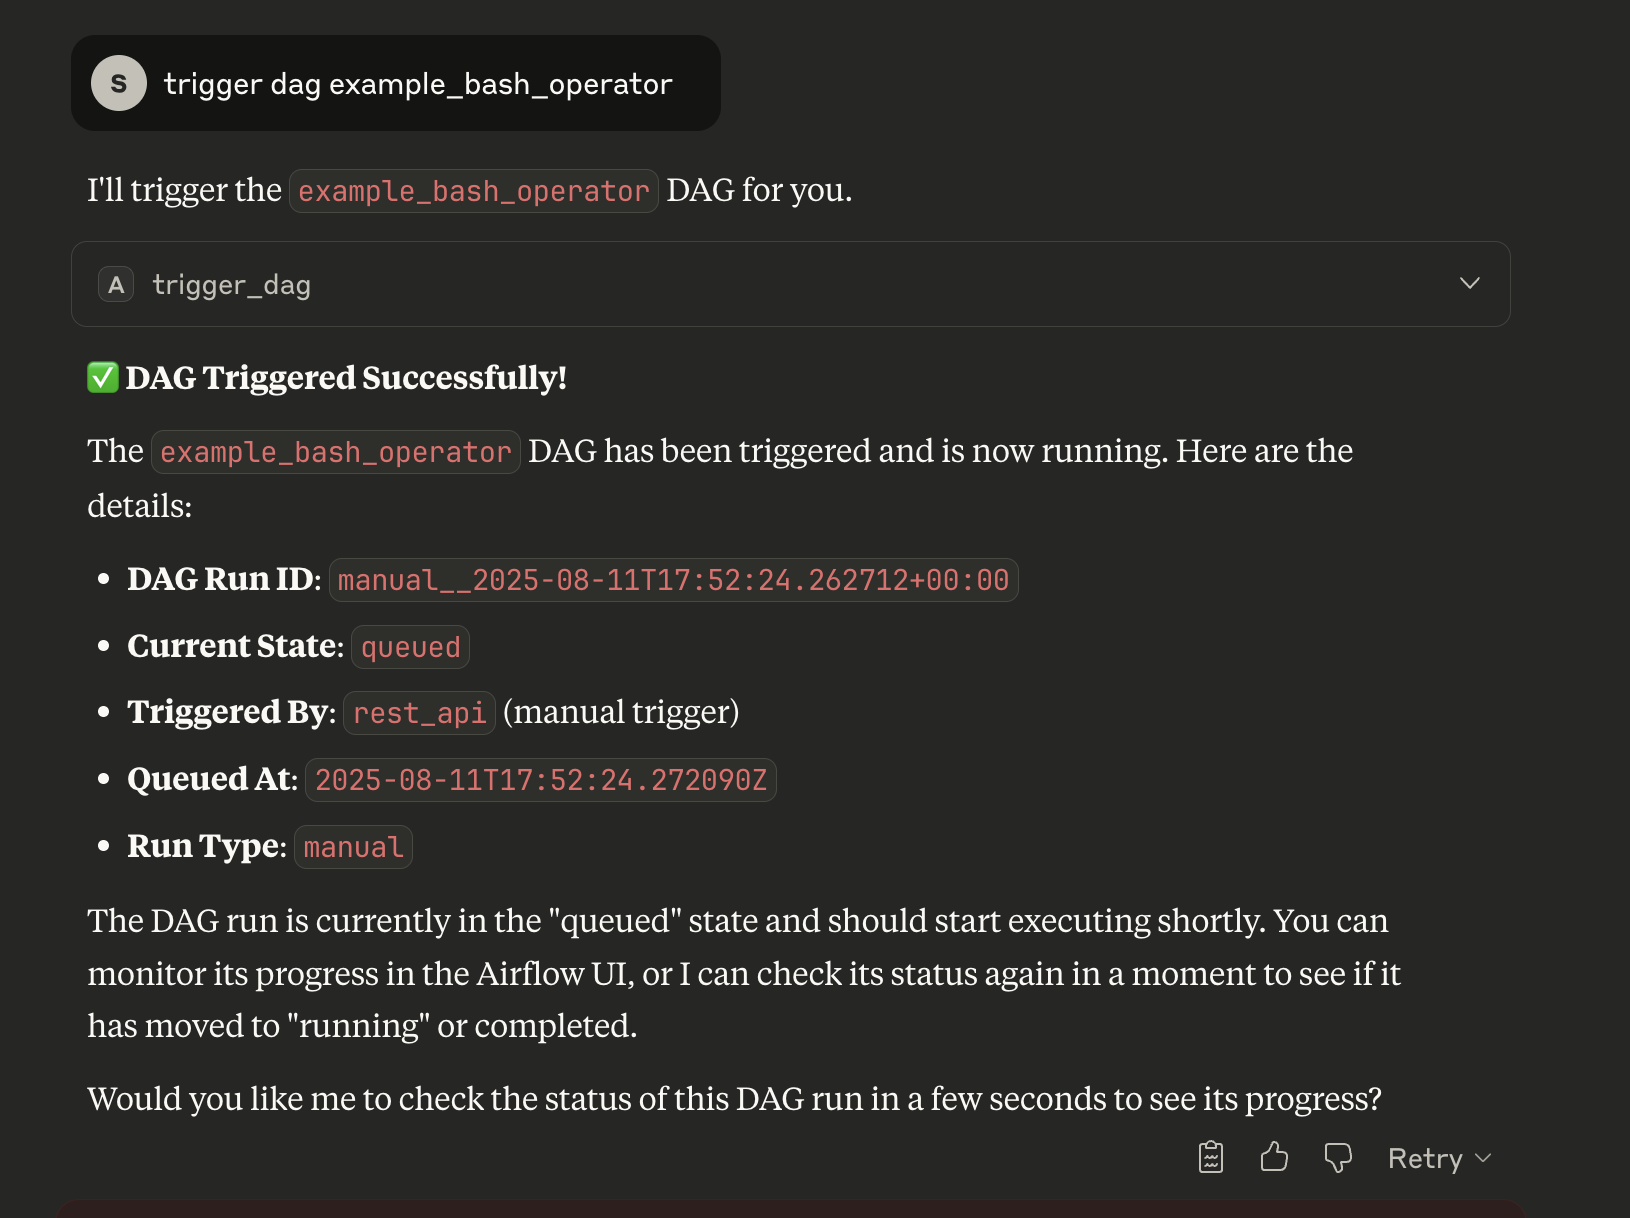 S trigger dag example_bash_operator
I'll trigger the example_bash_operator DAG for you.
A trigger_dag
✅ DAG Triggered Successfully!
The example_bash_operator DAG has been triggered and is now running. Here are the
details:
• DAG Run ID: manual__2025-08-11T17:52:24.262712+00:00
• Current State: queued
• Triggered By: rest_api (manual trigger)
• Queued At: 2025-08-11T17:52:24.272090Z
• Run Type: manual
The DAG run is currently in the "queued" state and should start executing shortly. You can
monitor its progress in the Airflow UI, or I can check its status again in a moment to see if it
has moved to "running" or completed.
Would you like me to check the status of this DAG run in a few seconds to see its progress?
Retry